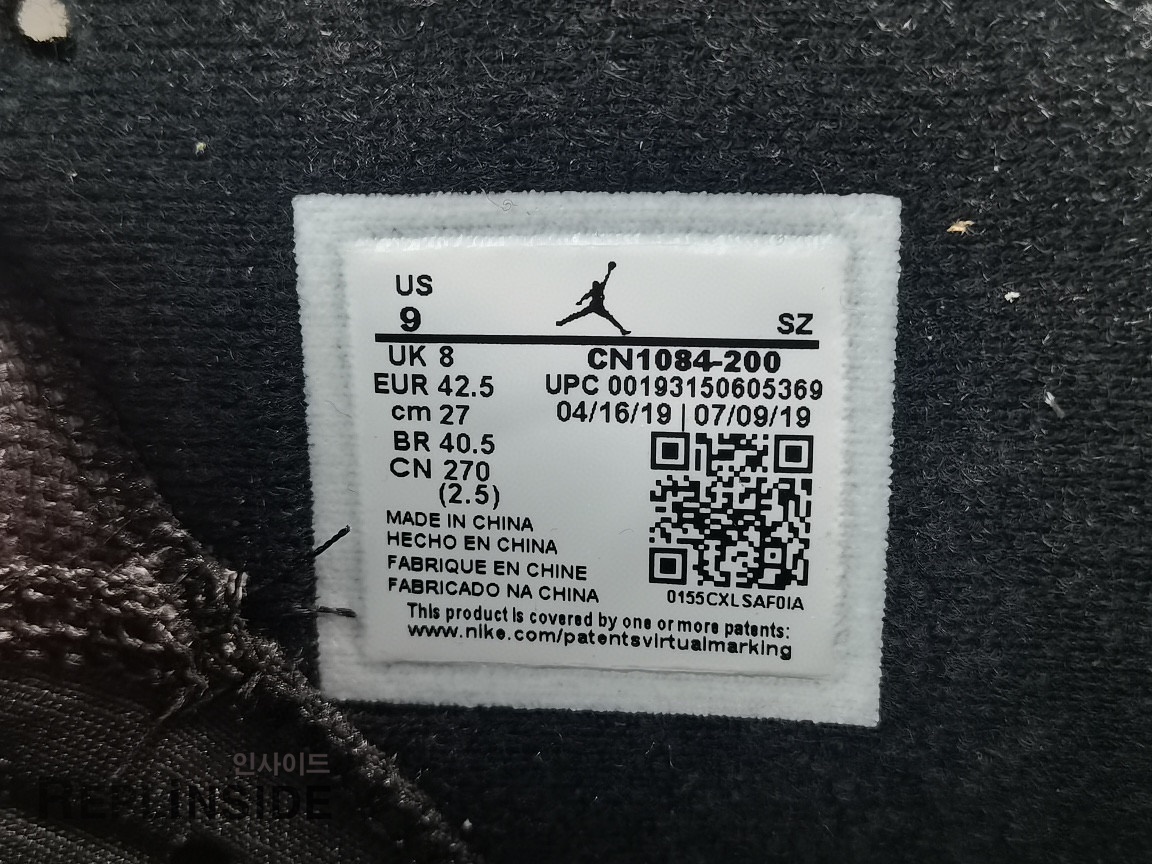 US
9
SZ
UK 8
EUR 42.5
cm 27
BR 40.5
CN 270
(2.5)
CN1084-200
UPC 00193150605369
04/16/19 | 07/09/19
0155CXLSAF0IA
MADE IN CHINA
HECHO EN CHINA
FABRIQUE EN CHINE
FABRICADO NA CHINA
This product is covered by one or more patents:
www.nike.com/patentsvirtualmarking
인사이드